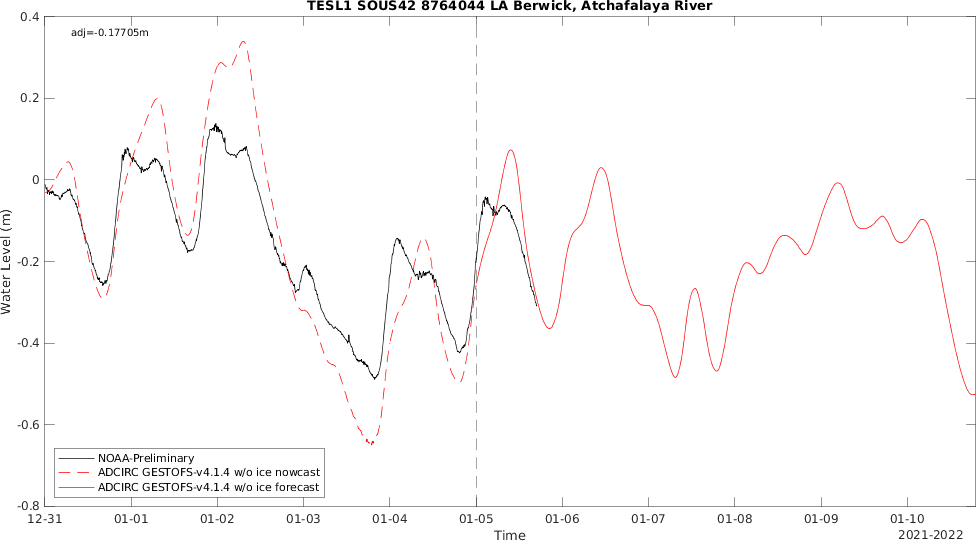 TESL1 SOUS42 8764044 LA Berwick, Atchafalaya River
adj=-0.17705m
0.4
0.2
0
-0.2
-0.4
-0.6
-0.8
Water Level (m)
NOAA-Preliminary
ADCIRC GESTOFS-v4.1.4 w/o ice nowcast
ADCIRC GESTOFS-v4.1.4 w/o ice forecast
12-31 01-01 01-02 01-03 01-04 01-05 01-06 01-07 01-08 01-09 01-10
Time
2021-2022